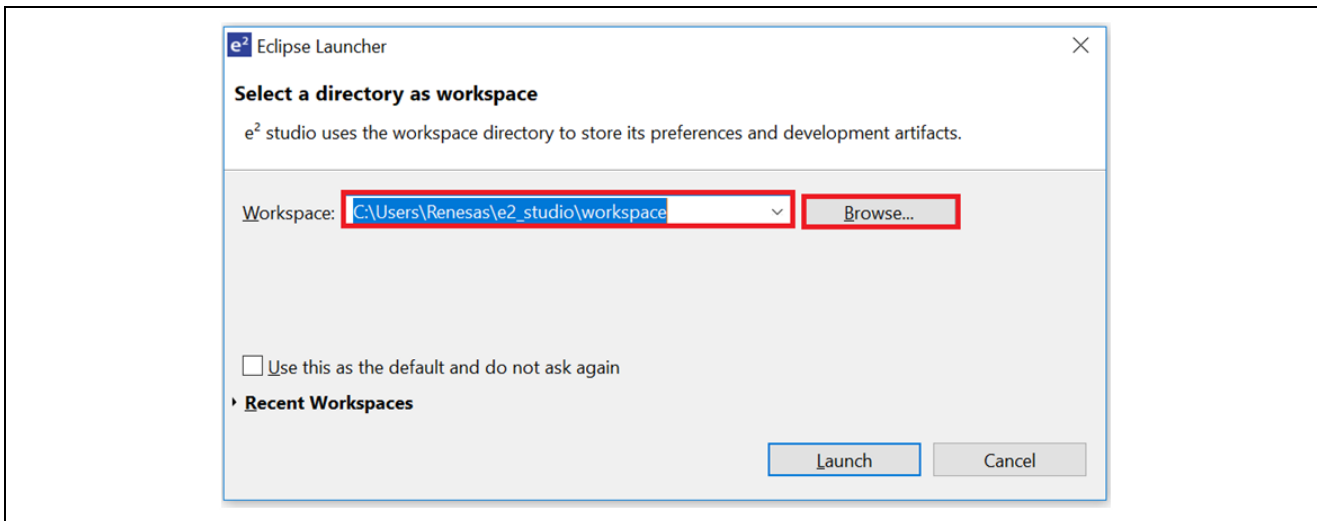 e² Eclipse Launcher
Select a directory as workspace
e² studio uses the workspace directory to store its preferences and development artifacts.
Workspace: C:\Users\Renesas\e2_studio\workspace Browse...
Use this as the default and do not ask again
Recent Workspaces
Launch Cancel